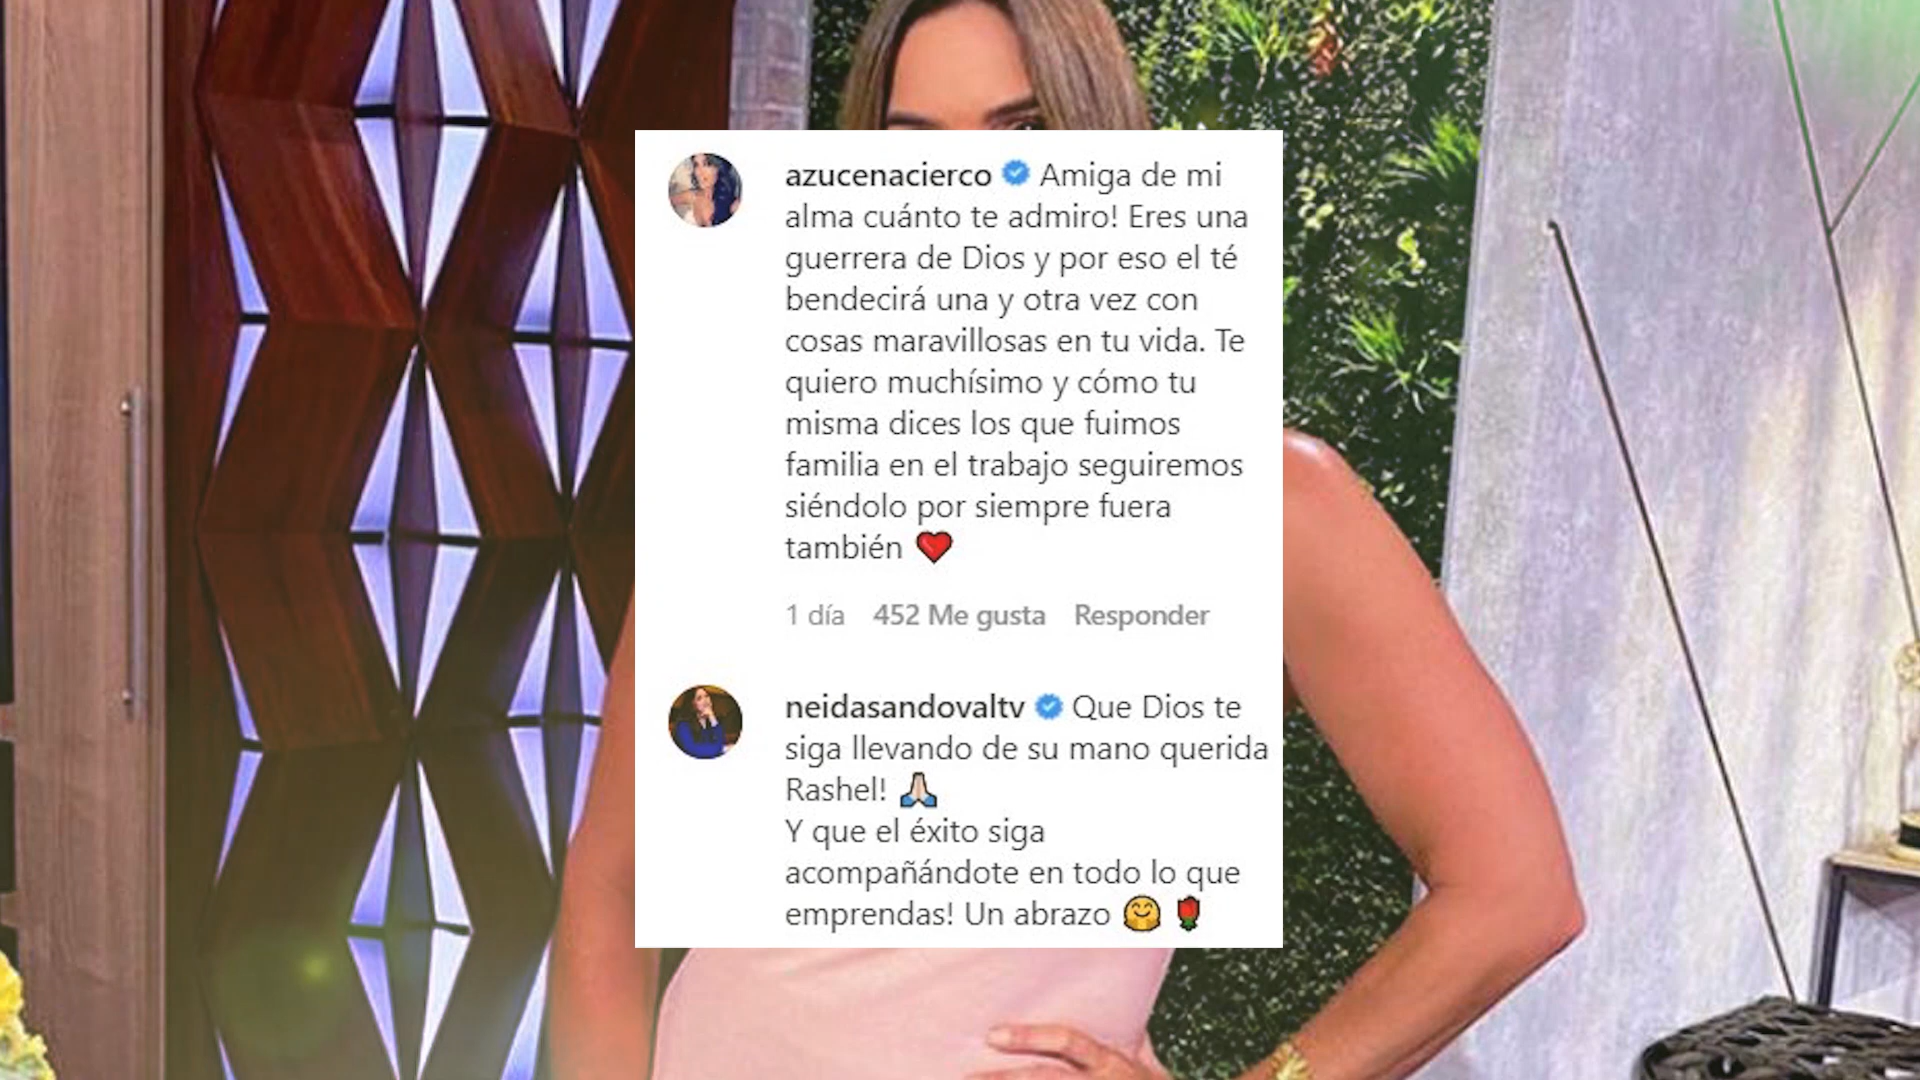 azucenacierco Amiga de mi
alma cuánto te admiro! Eres una
guerrera de Dios y por eso el té
bendecirá una y otra vez con
cosas maravillosas en tu vida. Te
quiero muchísimo y cómo tu
misma dices los que fuimos
familia en el trabajo seguiremos
siéndolo por siempre fuera
también ❤️
1 día 452 Me gusta Responder
neidasandovaltv Que Dios te
siga llevando de su mano querida
Rashel! 🙏🏻
Y que el éxito siga
acompañándote en todo lo que
emprendas! Un abrazo 🤗🌹